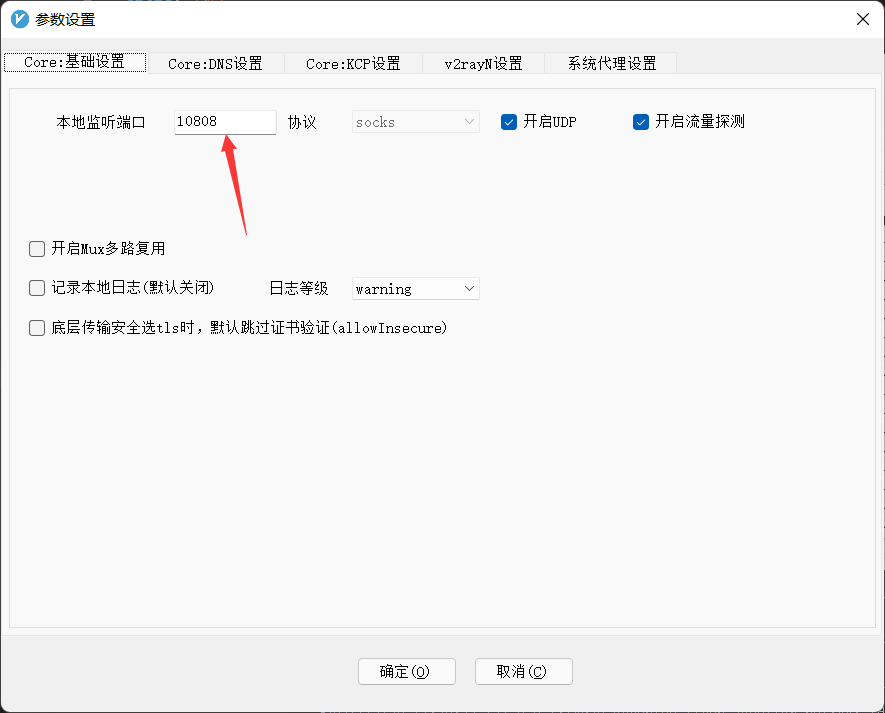 参数设置
Core:基础设置 Core:DNS设置 Core:KCP设置 v2rayN设置 系统代理设置
本地监听端口 10808 协议 socks 开启UDP 开启流量探测
开启Mux多路复用
记录本地日志(默认关闭) 日志等级 warning
底层传输安全选tls时，默认跳过证书验证(allowInsecure)
确定(O) 取消(C)